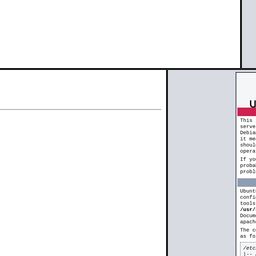 U
This
serve
Debia
it me
shoul
opera
If yo
proba
probl
Ubunt
confi
tools
/usr/
Docum
apach
The c
as fo
/etc